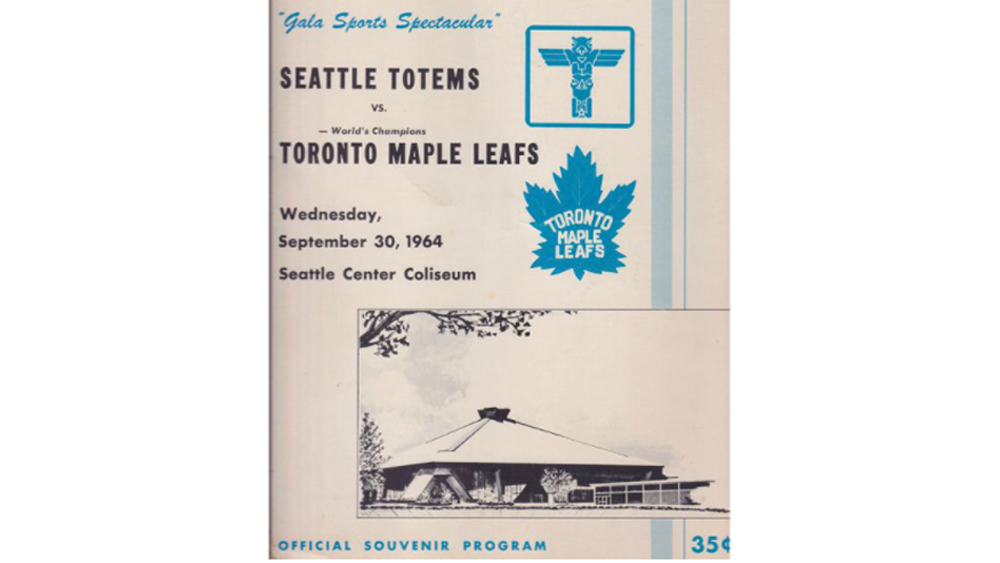 "Gala Sports Spectacular"
SEATTLE TOTEMS
VS.
— World's Champions
TORONTO MAPLE LEAFS
Wednesday,
September 30, 1964
Seattle Center Coliseum
TORONTO
MAPLE
LEAFS
OFFICIAL SOUVENIR PROGRAM
35¢